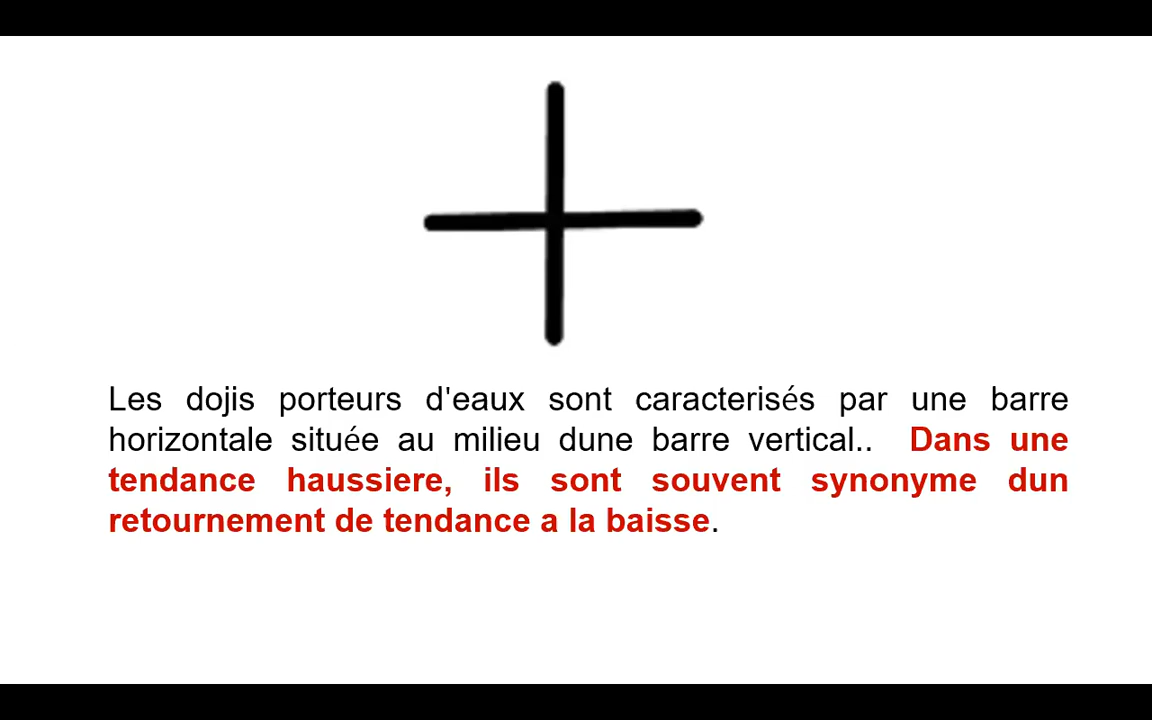 Les dojis porteurs d'eaux sont caracterisés par une barre
horizontale située au milieu dune barre vertical.. Dans une
tendance haussiere, ils sont souvent synonyme dun
retournement de tendance a la baisse.